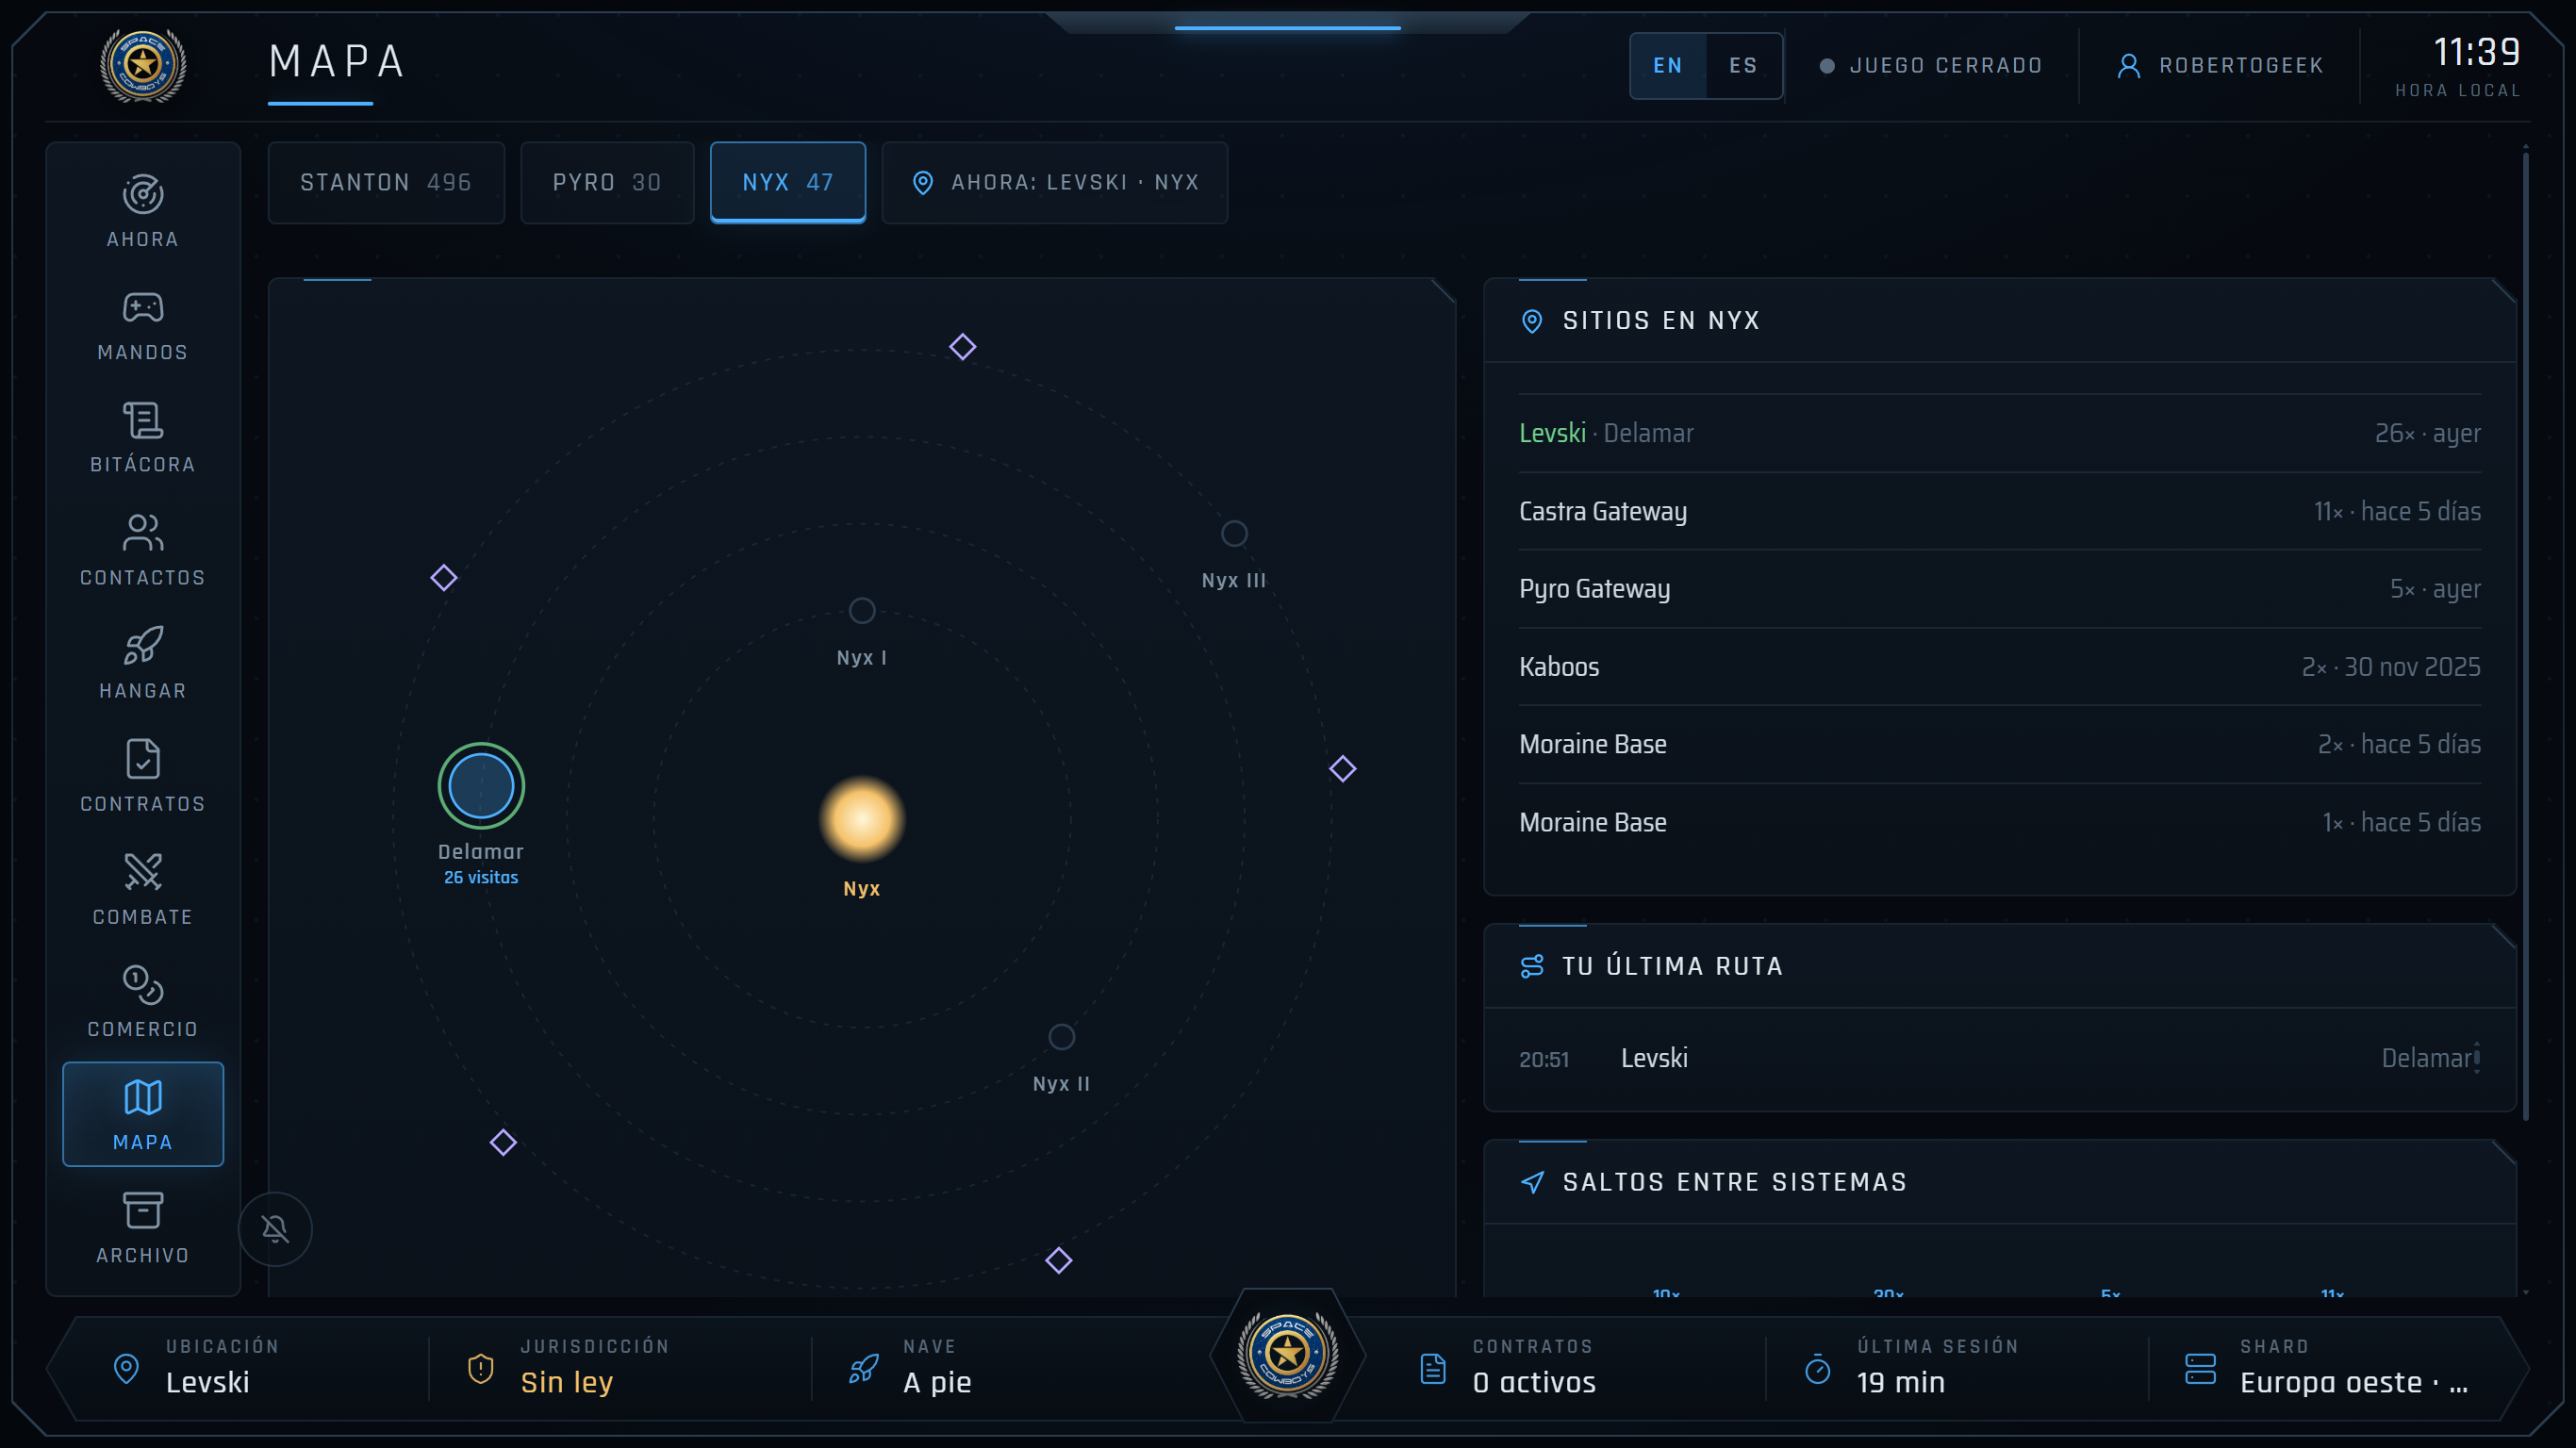 SPACE COWBOYS
MAPA
EN ES
JUEGO CERRADO
ROBERTOGEEK
11:39
HORA LOCAL
AHORA
MANDOS
BITÁCORA
CONTACTOS
HANGAR
CONTRATOS
COMBATE
COMERCIO
MAPA
ARCHIVO
STANTON 496
PYRO 30
NYX 47
AHORA: LEVSKI · NYX
Nyx III
Nyx I
Delamar
26 visitas
Nyx
Nyx II
SITIOS EN NYX
Levski · Delamar 26× · ayer
Castra Gateway 11× · hace 5 días
Pyro Gateway 5× · ayer
Kaboos 2× · 30 nov 2025
Moraine Base 2× · hace 5 días
Moraine Base 1× · hace 5 días
TU ÚLTIMA RUTA
20:51 Levski Delamar
SALTOS ENTRE SISTEMAS
UBICACIÓN
Levski
JURISDICCIÓN
Sin ley
NAVE
A pie
SPACE COWBOYS
CONTRATOS
0 activos
ÚLTIMA SESIÓN
19 min
SHARD
Europa oeste · ...